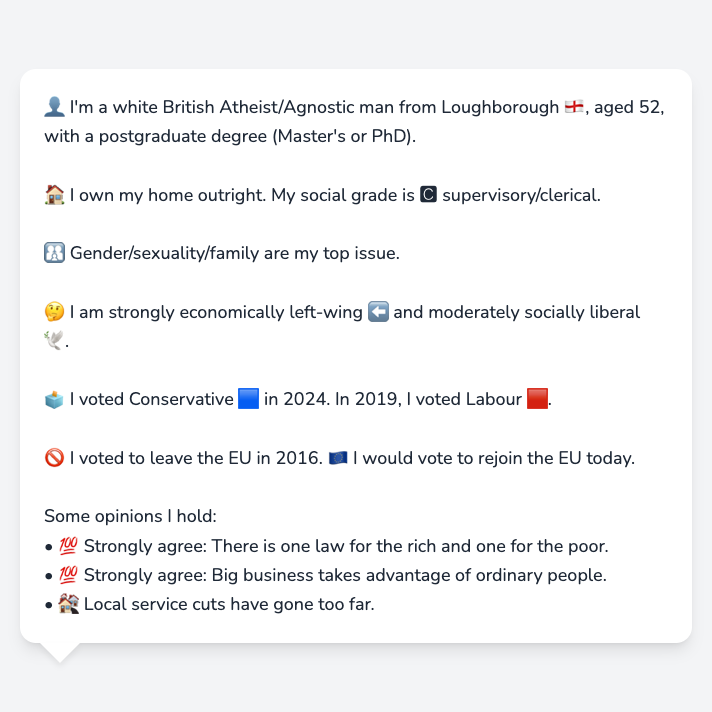 👤 I'm a white British Atheist/Agnostic man from Loughborough 🏴󠁧󠁢󠁥󠁮󠁧󠁿, aged 52,
with a postgraduate degree (Master's or PhD).
🏠 I own my home outright. My social grade is 🅲 supervisory/clerical.
🚻 Gender/sexuality/family are my top issue.
🤔 I am strongly economically left-wing ⬅️ and moderately socially liberal
🕊️.
🗳️ I voted Conservative 🟦 in 2024. In 2019, I voted Labour 🟥.
🚫 I voted to leave the EU in 2016. 🇪🇺 I would vote to rejoin the EU today.
Some opinions I hold:
• 💯 Strongly agree: There is one law for the rich and one for the poor.
• 💯 Strongly agree: Big business takes advantage of ordinary people.
• 🏚️ Local service cuts have gone too far.